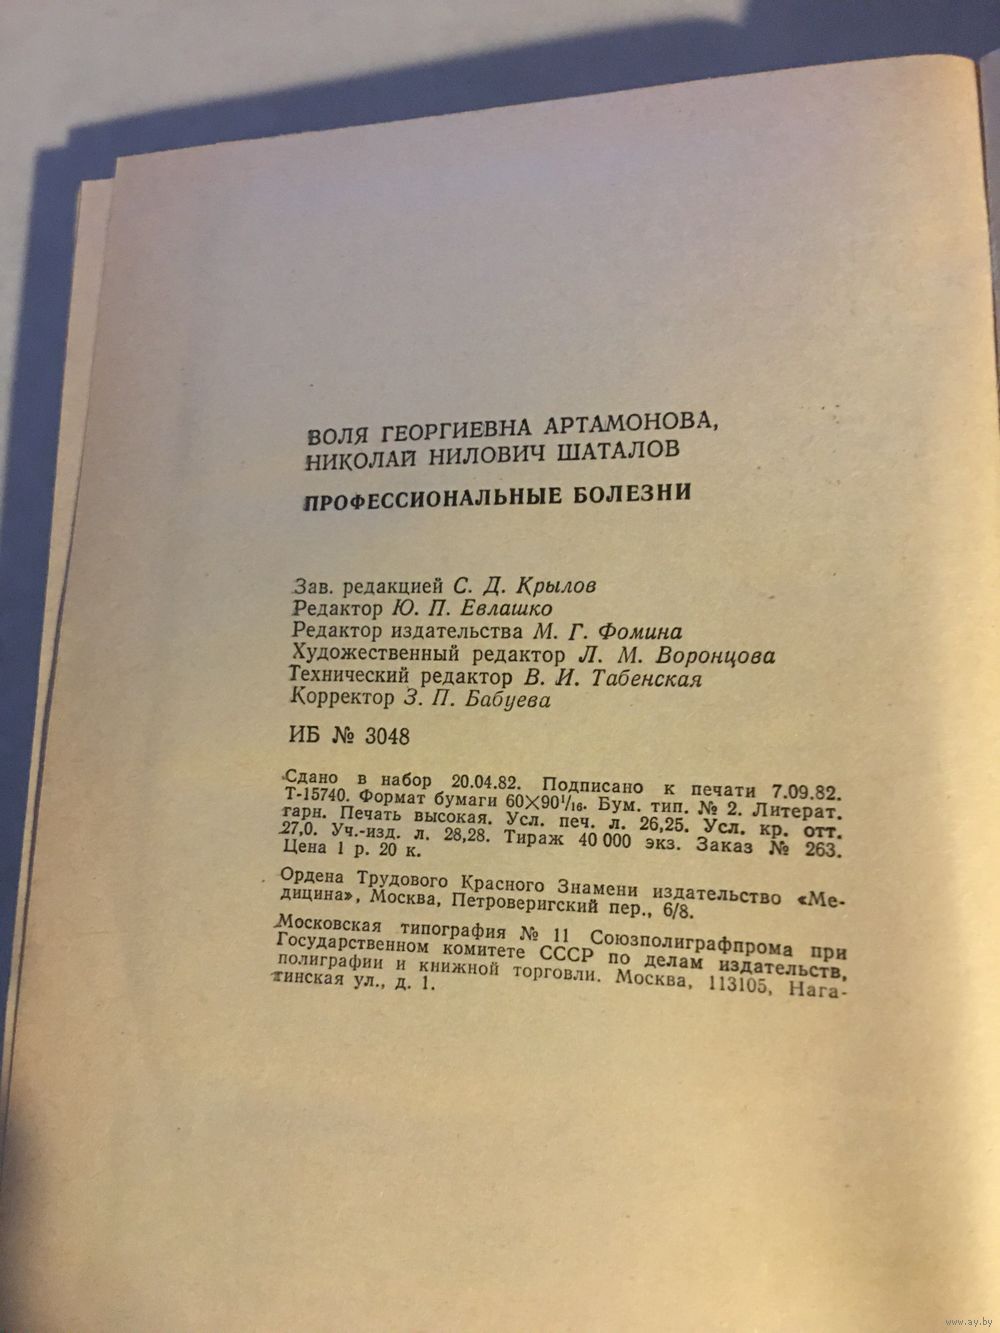 ВОЛЯ ГЕОРГИЕВНА АРТАМОНОВА,
НИКОЛАЙ НИЛОВИЧ ШАТАЛОВ
ПРОФЕССИОНАЛЬНЫЕ БОЛЕЗНИ
Зав. редакцией С. Д. Крылов
Редактор Ю. П. Евлашко
Редактор издательства М. Г. Фомина
Художественный редактор Л. М. Воронцова
Технический редактор В. И. Табенская
Корректор З. П. Бабуева
ИБ № 3048
Сдано в набор 20.04.82. Подписано к печати 7.09.82.
Т-15740. Формат бумаги 60×90¹/₁₆. Бум. тип. № 2. Литерат.
гарн. Печать высокая. Усл. печ. л. 26,25. Усл. кр. отт.
27,0. Уч.-изд. л. 28,28. Тираж 40 000 экз. Заказ № 263.
Цена 1 р. 20 к.
Ордена Трудового Красного Знамени издательство «Ме-
дицина», Москва, Петроверигский пер., 6/8.
Московская типография № 11 Союзполиграфпрома при
Государственном комитете СССР по делам издательств,
полиграфии и книжной торговли. Москва, 113105, Нага-
тинская ул., д. 1.
www.ay.by